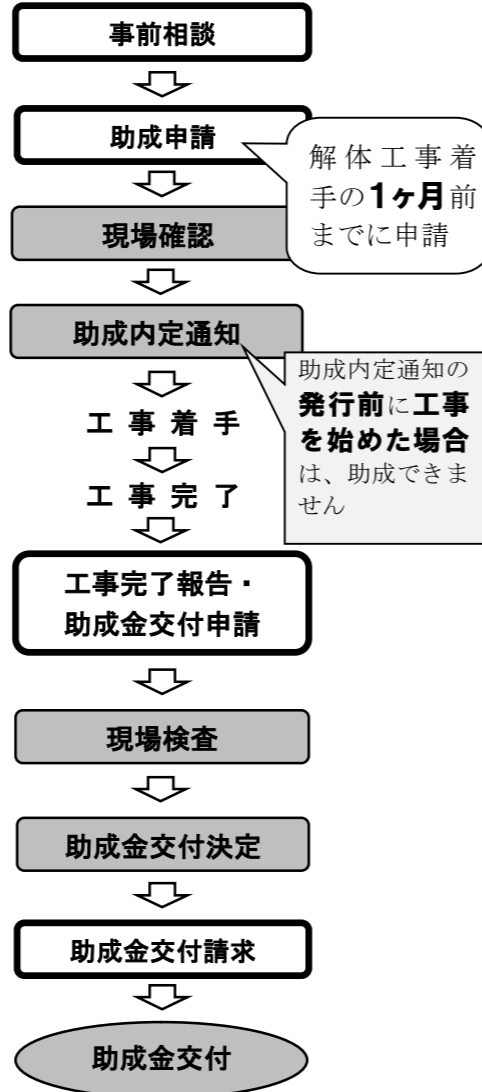 事前相談
助成申請
解体工事着
手の1ヶ月前
までに申請
現場確認
助成内定通知
助成内定通知の
発行前に工事
を始めた場合
は、助成できま
せん
工事着手
工事完了
工事完了報告・
助成金交付申請
現場検査
助成金交付決定
助成金交付請求
助成金交付